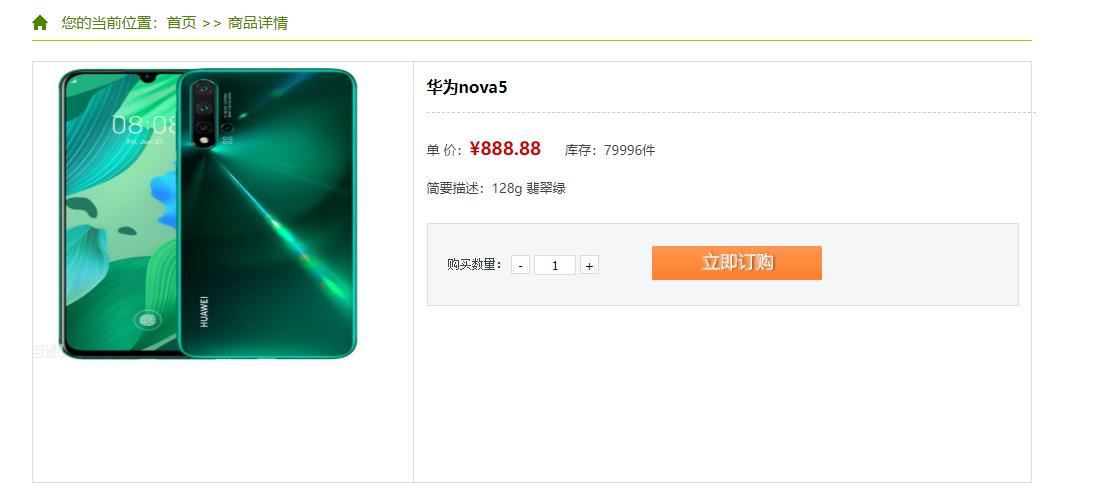 您的当前位置：首页 >> 商品详情
08:08
Fri, Jun 21
HUAWEI
华为nova5
单 价：¥888.88 库存：79996件
简要描述：128g 翡翠绿
购买数量： - 1 + 立即订购